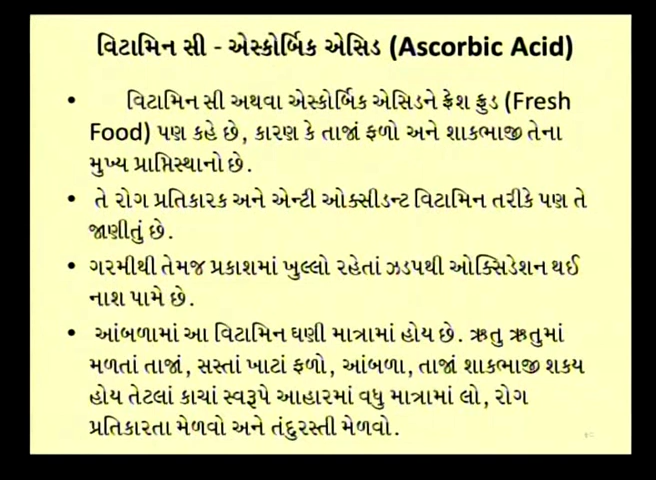 વિટામિન સી - એસ્કોર્બિક એસિડ (Ascorbic Acid)
• વિટામિન સી અથવા એસ્કોર્બિક એસિડને ફ્રેશ ફુડ (Fresh
Food) પણ કહે છે, કારણ કે તાજાં ફળો અને શાકભાજી તેના
મુખ્ય પ્રાપ્તિસ્થાનો છે.
• તે રોગ પ્રતિકારક અને એન્ટી ઓક્સીડન્ટ વિટામિન તરીકે પણ તે
જાણીતું છે.
• ગરમીથી તેમજ પ્રકાશમાં ખુલ્લો રહેતાં ઝડપથી ઓક્સિડેશન થઈ
નાશ પામે છે.
• આંબળામાં આ વિટામિન ઘણી માત્રામાં હોય છે. ઋતુ ઋતુમાં
મળતાં તાજાં, સસ્તાં ખાટાં ફળો, આંબળા, તાજાં શાકભાજી શકય
હોય તેટલાં કાચાં સ્વરૂપે આહારમાં વધુ માત્રામાં લો, રોગ
પ્રતિકારતા મેળવો અને તંદુરસ્તી મેળવો.